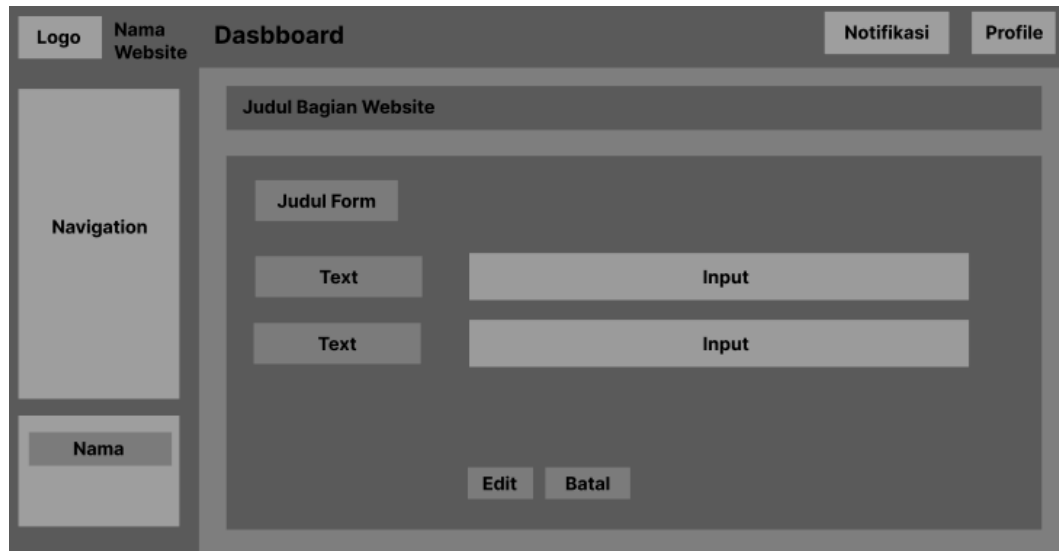 Logo
Nama
Website
Dasbboard
Notifikasi
Profile
Judul Bagian Website
Navigation
Judul Form
Text
Input
Text
Input
Nama
Edit
Batal